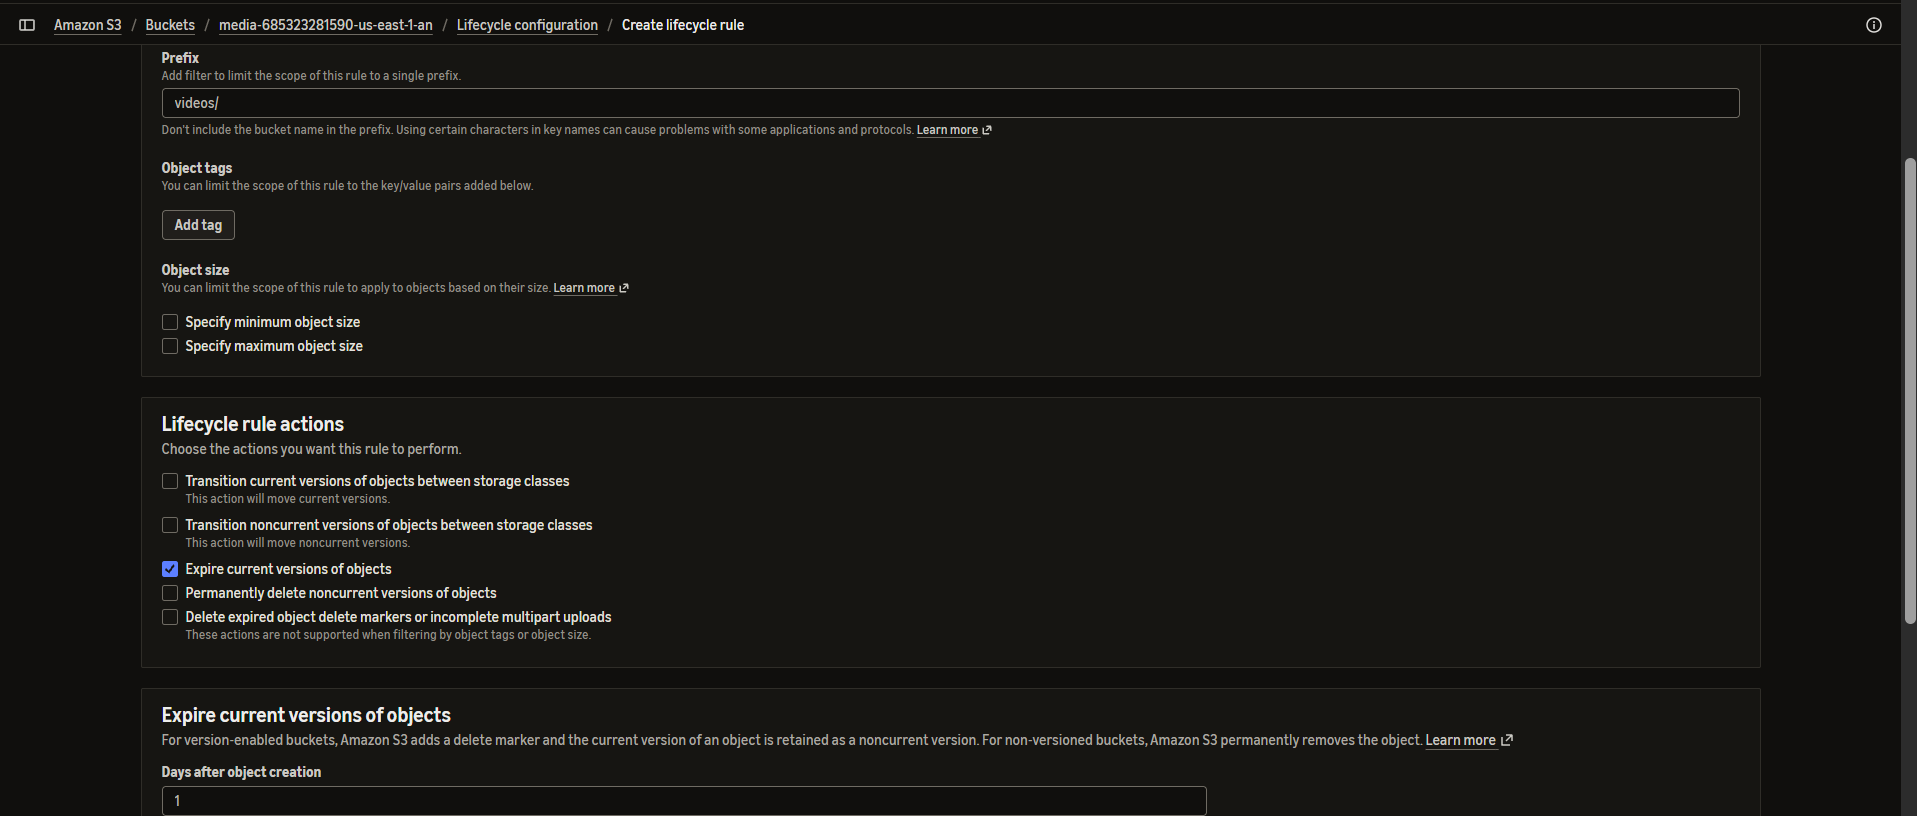 Amazon S3 / Buckets / media-685323281590-us-east-1-an / Lifecycle configuration / Create lifecycle rule
Prefix
Add filter to limit the scope of this rule to a single prefix.
videos/
Don't include the bucket name in the prefix. Using certain characters in key names can cause problems with some applications and protocols. Learn more
Object tags
You can limit the scope of this rule to the key/value pairs added below.
Add tag
Object size
You can limit the scope of this rule to apply to objects based on their size. Learn more
Specify minimum object size
Specify maximum object size
Lifecycle rule actions
Choose the actions you want this rule to perform.
Transition current versions of objects between storage classes
This action will move current versions.
Transition noncurrent versions of objects between storage classes
This action will move noncurrent versions.
Expire current versions of objects
Permanently delete noncurrent versions of objects
Delete expired object delete markers or incomplete multipart uploads
These actions are not supported when filtering by object tags or object size.
Expire current versions of objects
For version-enabled buckets, Amazon S3 adds a delete marker and the current version of an object is retained as a noncurrent version. For non-versioned buckets, Amazon S3 permanently removes the object. Learn more
Days after object creation
1